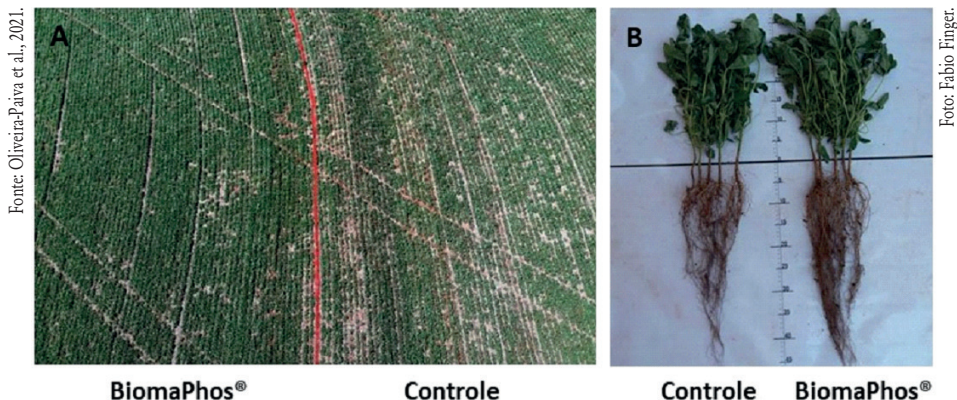 Fonte: Oliveira-Paiva et al., 2021.
A
BiomaPhos®
Controle
B
Controle
BiomaPhos®
Foto: Fabio Finger.